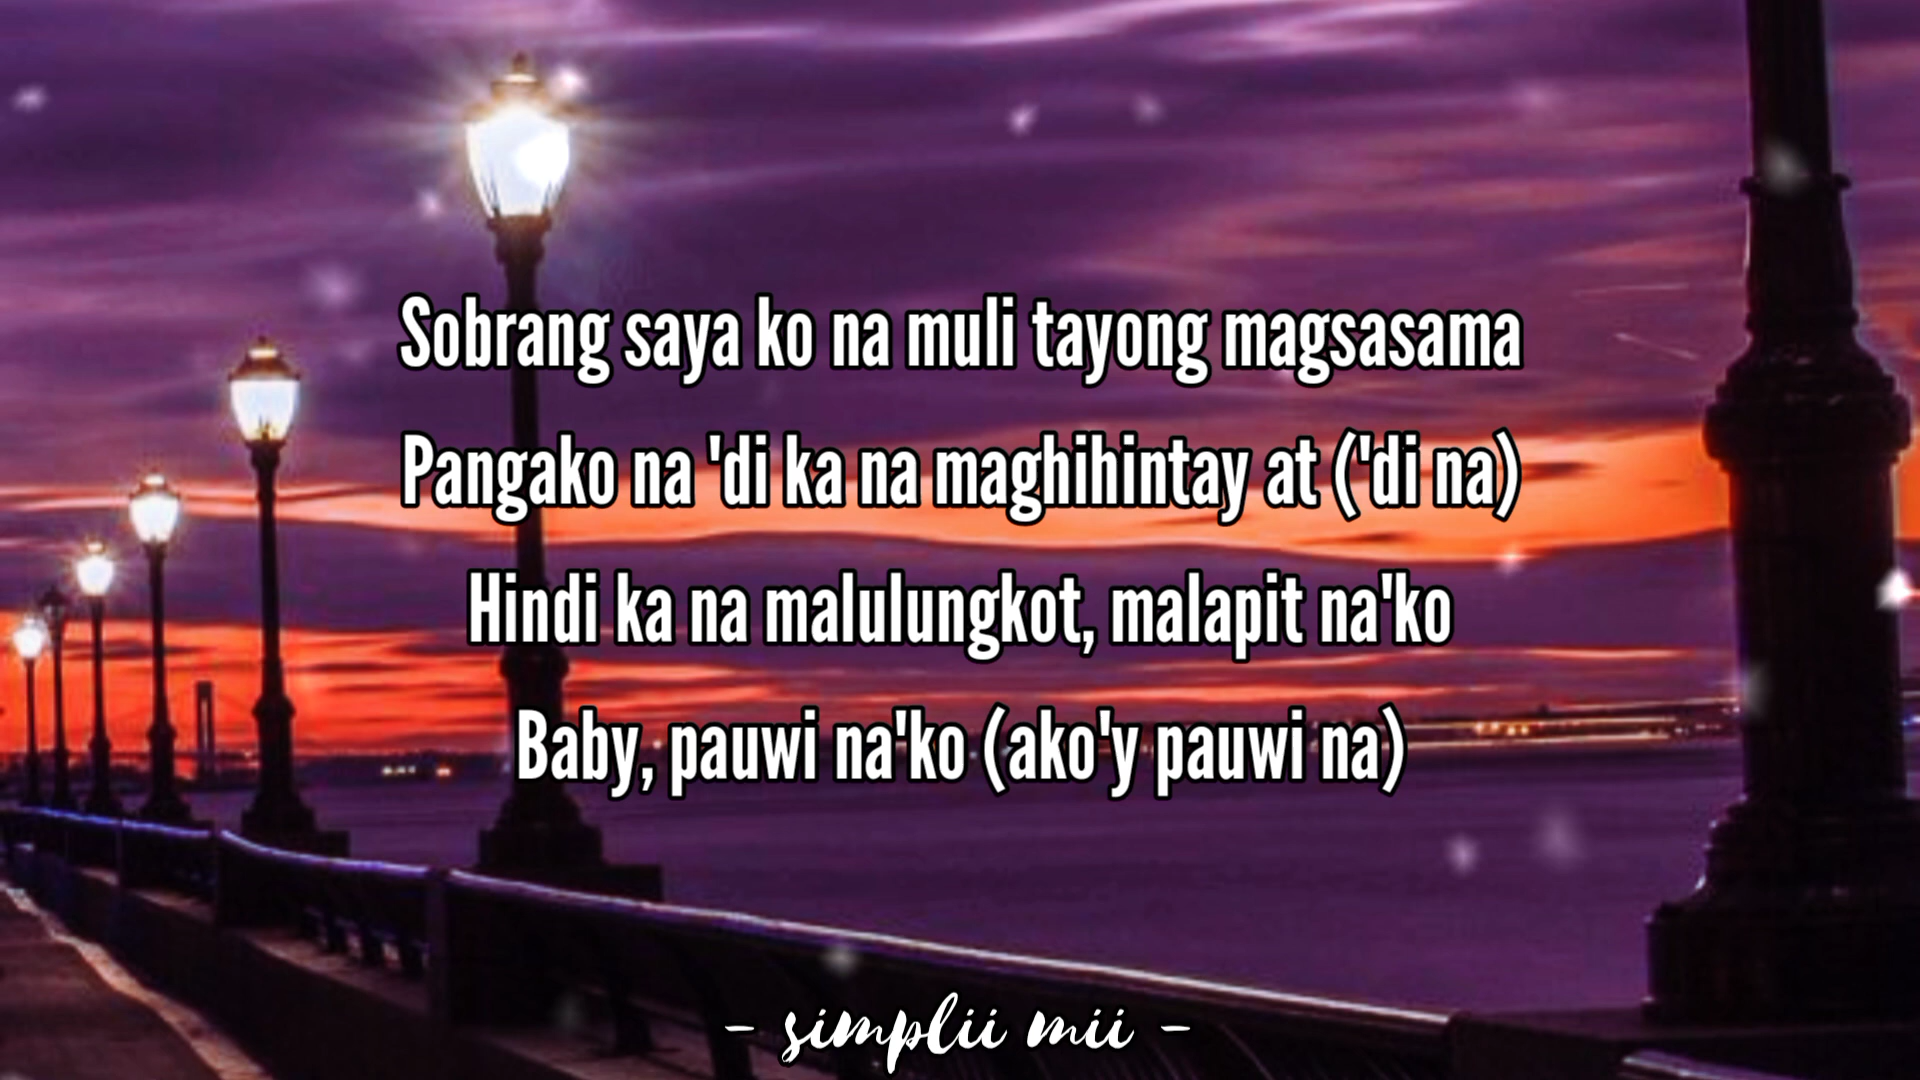 Sobrang saya ko na muli tayong magsasama
Pangako na 'di ka na maghihintay at ('di na)
Hindi ka na malulungkot, malapit na'ko
Baby, pauwi na'ko (ako'y pauwi na)
- simplii mii -